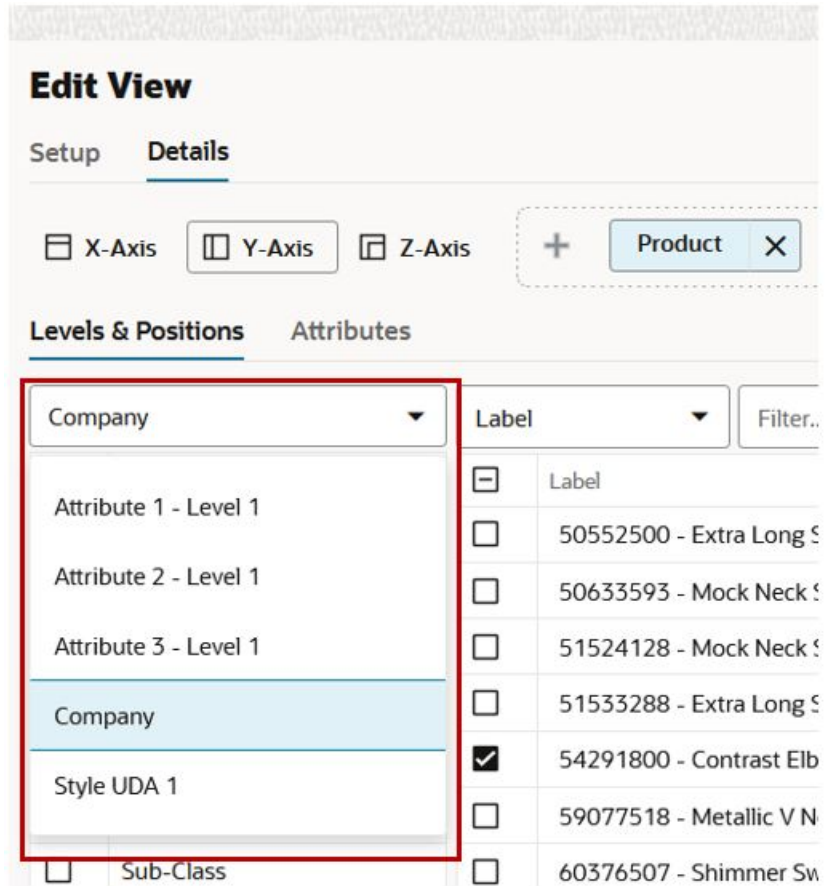 Edit View
Setup Details
X-Axis Y-Axis Z-Axis + Product X
Levels & Positions Attributes
Company Label Filter..
Label
Attribute 1 - Level 1
50552500 - Extra Long
Attribute 2 - Level 1
50633593 - Mock Neck
Attribute 3 - Level 1
51524128 - Mock Neck
Company
51533288 - Extra Long
54291800 - Contrast Elb
Style UDA 1
59077518 - Metallic V N
Sub-Class
60376507 - Shimmer Sw